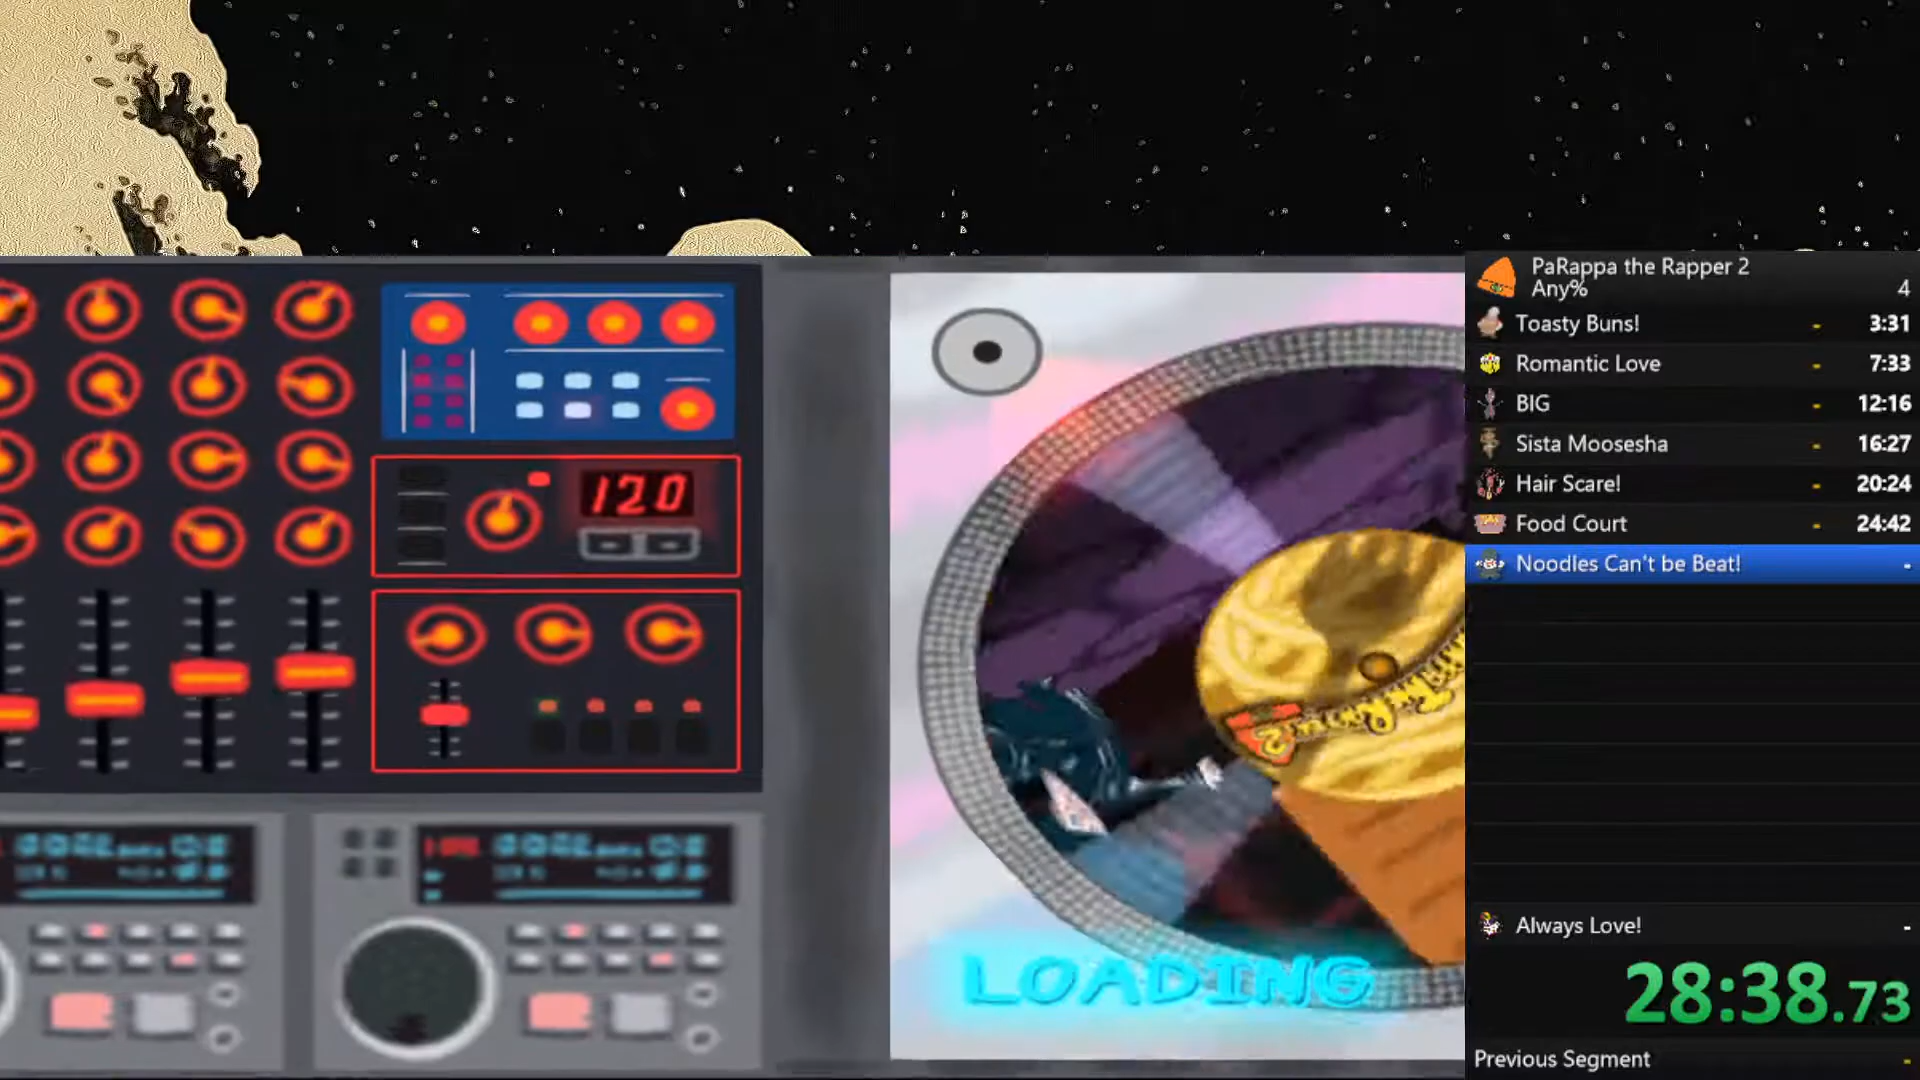 PaRappa the Rapper 2
Any% 4
Toasty Buns! - 3:31
Romantic Love - 7:33
BIG - 12:16
Sista Moosesha - 16:27
Hair Scare! - 20:24
Food Court - 24:42
Noodles Can't be Beat! -
120
LOADING
Always Love! -
28:38.73
Previous Segment -